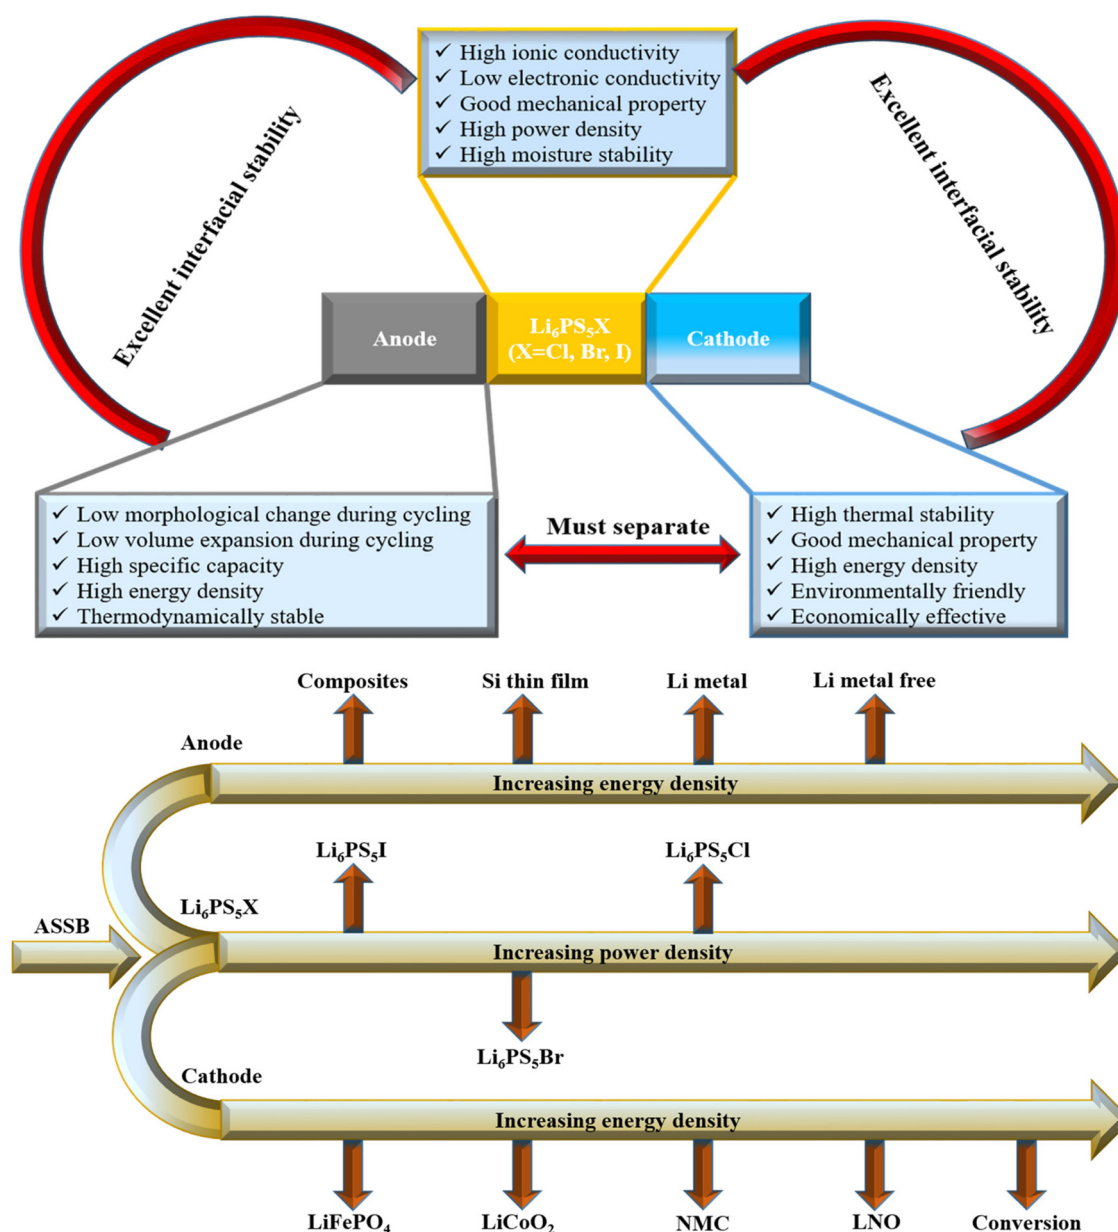 ✓ High ionic conductivity
✓ Low electronic conductivity
✓ Good mechanical property
✓ High power density
✓ High moisture stability
Excellent interfacial stability
Excellent interfacial stability
Anode
Li₆PS₅X
(X=Cl, Br, I)
Cathode
✓ Low morphological change during cycling
✓ Low volume expansion during cycling
✓ High specific capacity
✓ High energy density
✓ Thermodynamically stable
Must separate
✓ High thermal stability
✓ Good mechanical property
✓ High energy density
✓ Environmentally friendly
✓ Economically effective
Composites
Si thin film
Li metal
Li metal free
Anode
Increasing energy density
Li₆PS₅I
Li₆PS₅Cl
Li₆PS₅X
ASSB
Increasing power density
Li₆PS₅Br
Cathode
Increasing energy density
LiFePO₄
LiCoO₂
NMC
LNO
Conversion